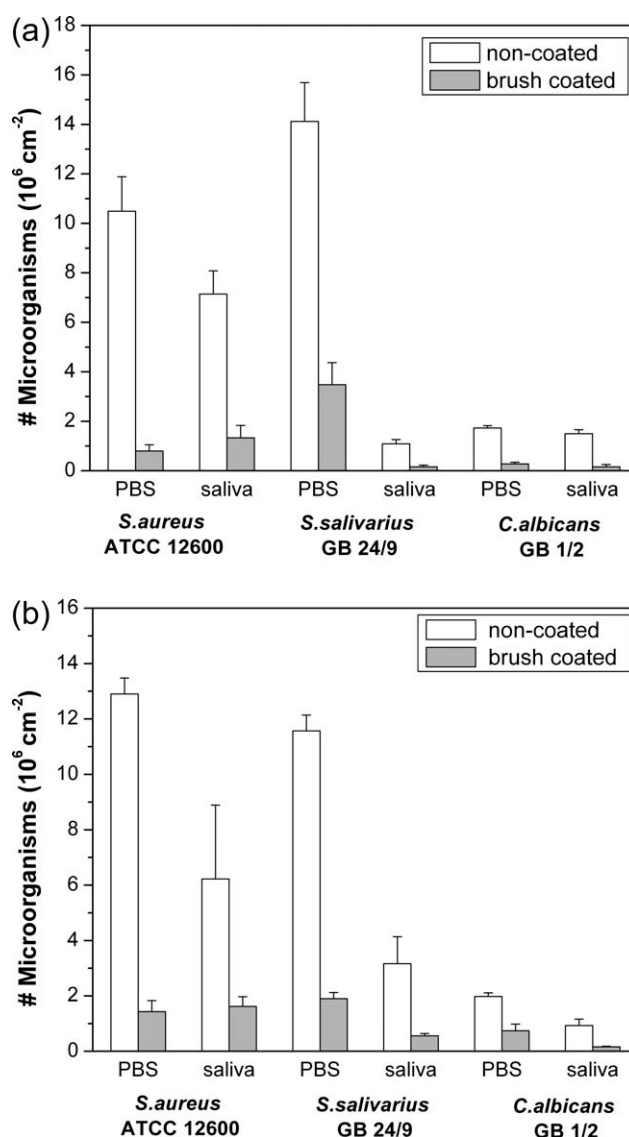 (a)
18
16
14
12
10
8
6
4
2
0
# Microorganisms (10⁶ cm⁻²)
non-coated
brush coated
PBS saliva PBS saliva PBS saliva
S.aureus S.salivarius C.albicans
ATCC 12600 GB 24/9 GB 1/2
(b)
16
14
12
10
8
6
4
2
0
# Microorganisms (10⁶ cm⁻²)
non-coated
brush coated
PBS saliva PBS saliva PBS saliva
S.aureus S.salivarius C.albicans
ATCC 12600 GB 24/9 GB 1/2